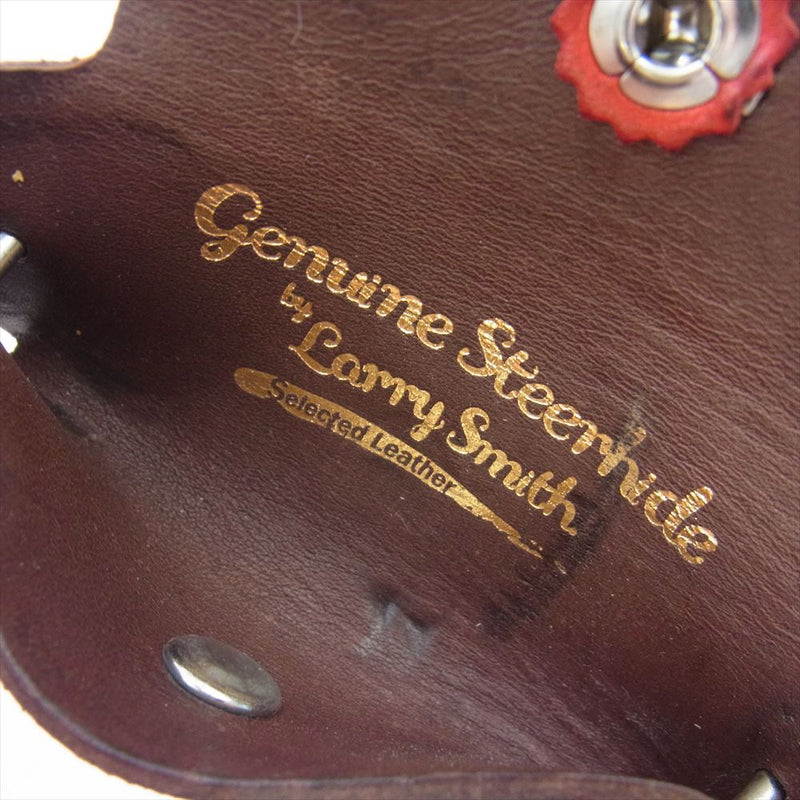 Genuine Steerhide
by
Larry Smith
Selected Leather